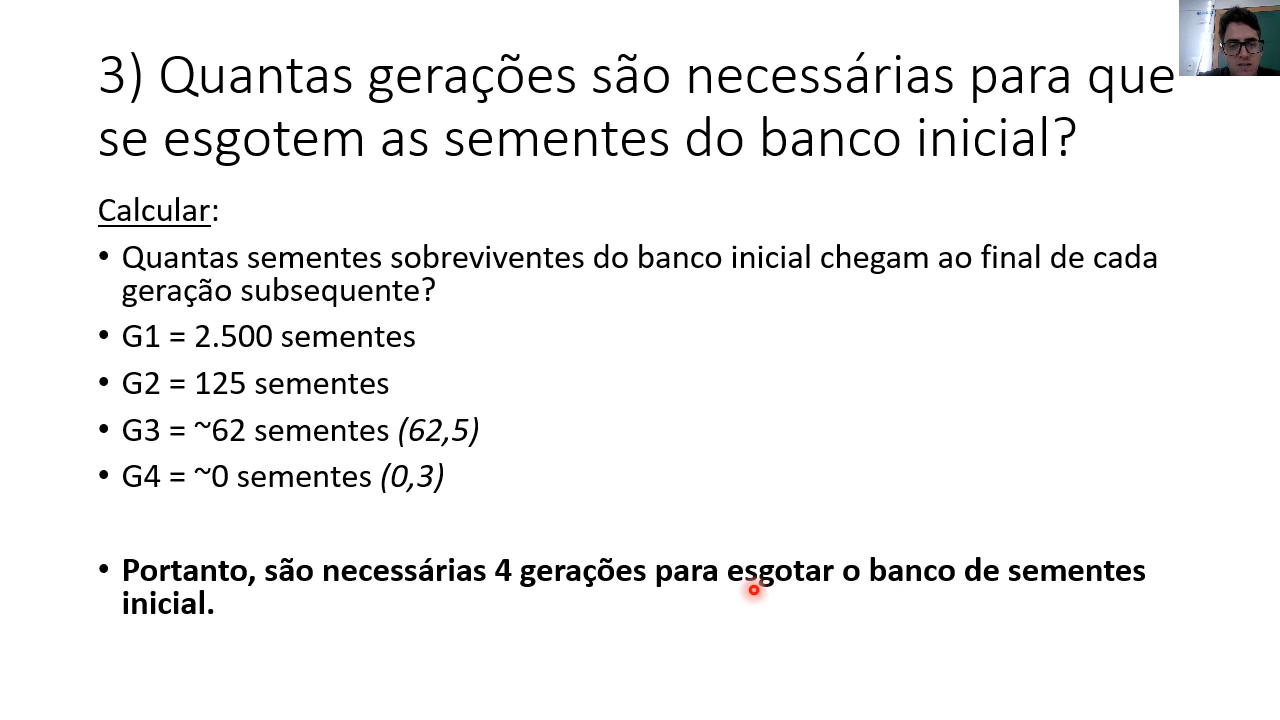 3) Quantas gerações são necessárias para que
se esgotem as sementes do banco inicial?
Calcular:
• Quantas sementes sobreviventes do banco inicial chegam ao final de cada
geração subsequente?
• G1 = 2.500 sementes
• G2 = 125 sementes
• G3 = ~62 sementes (62,5)
• G4 = ~0 sementes (0,3)
• Portanto, são necessárias 4 gerações para esgotar o banco de sementes
inicial.